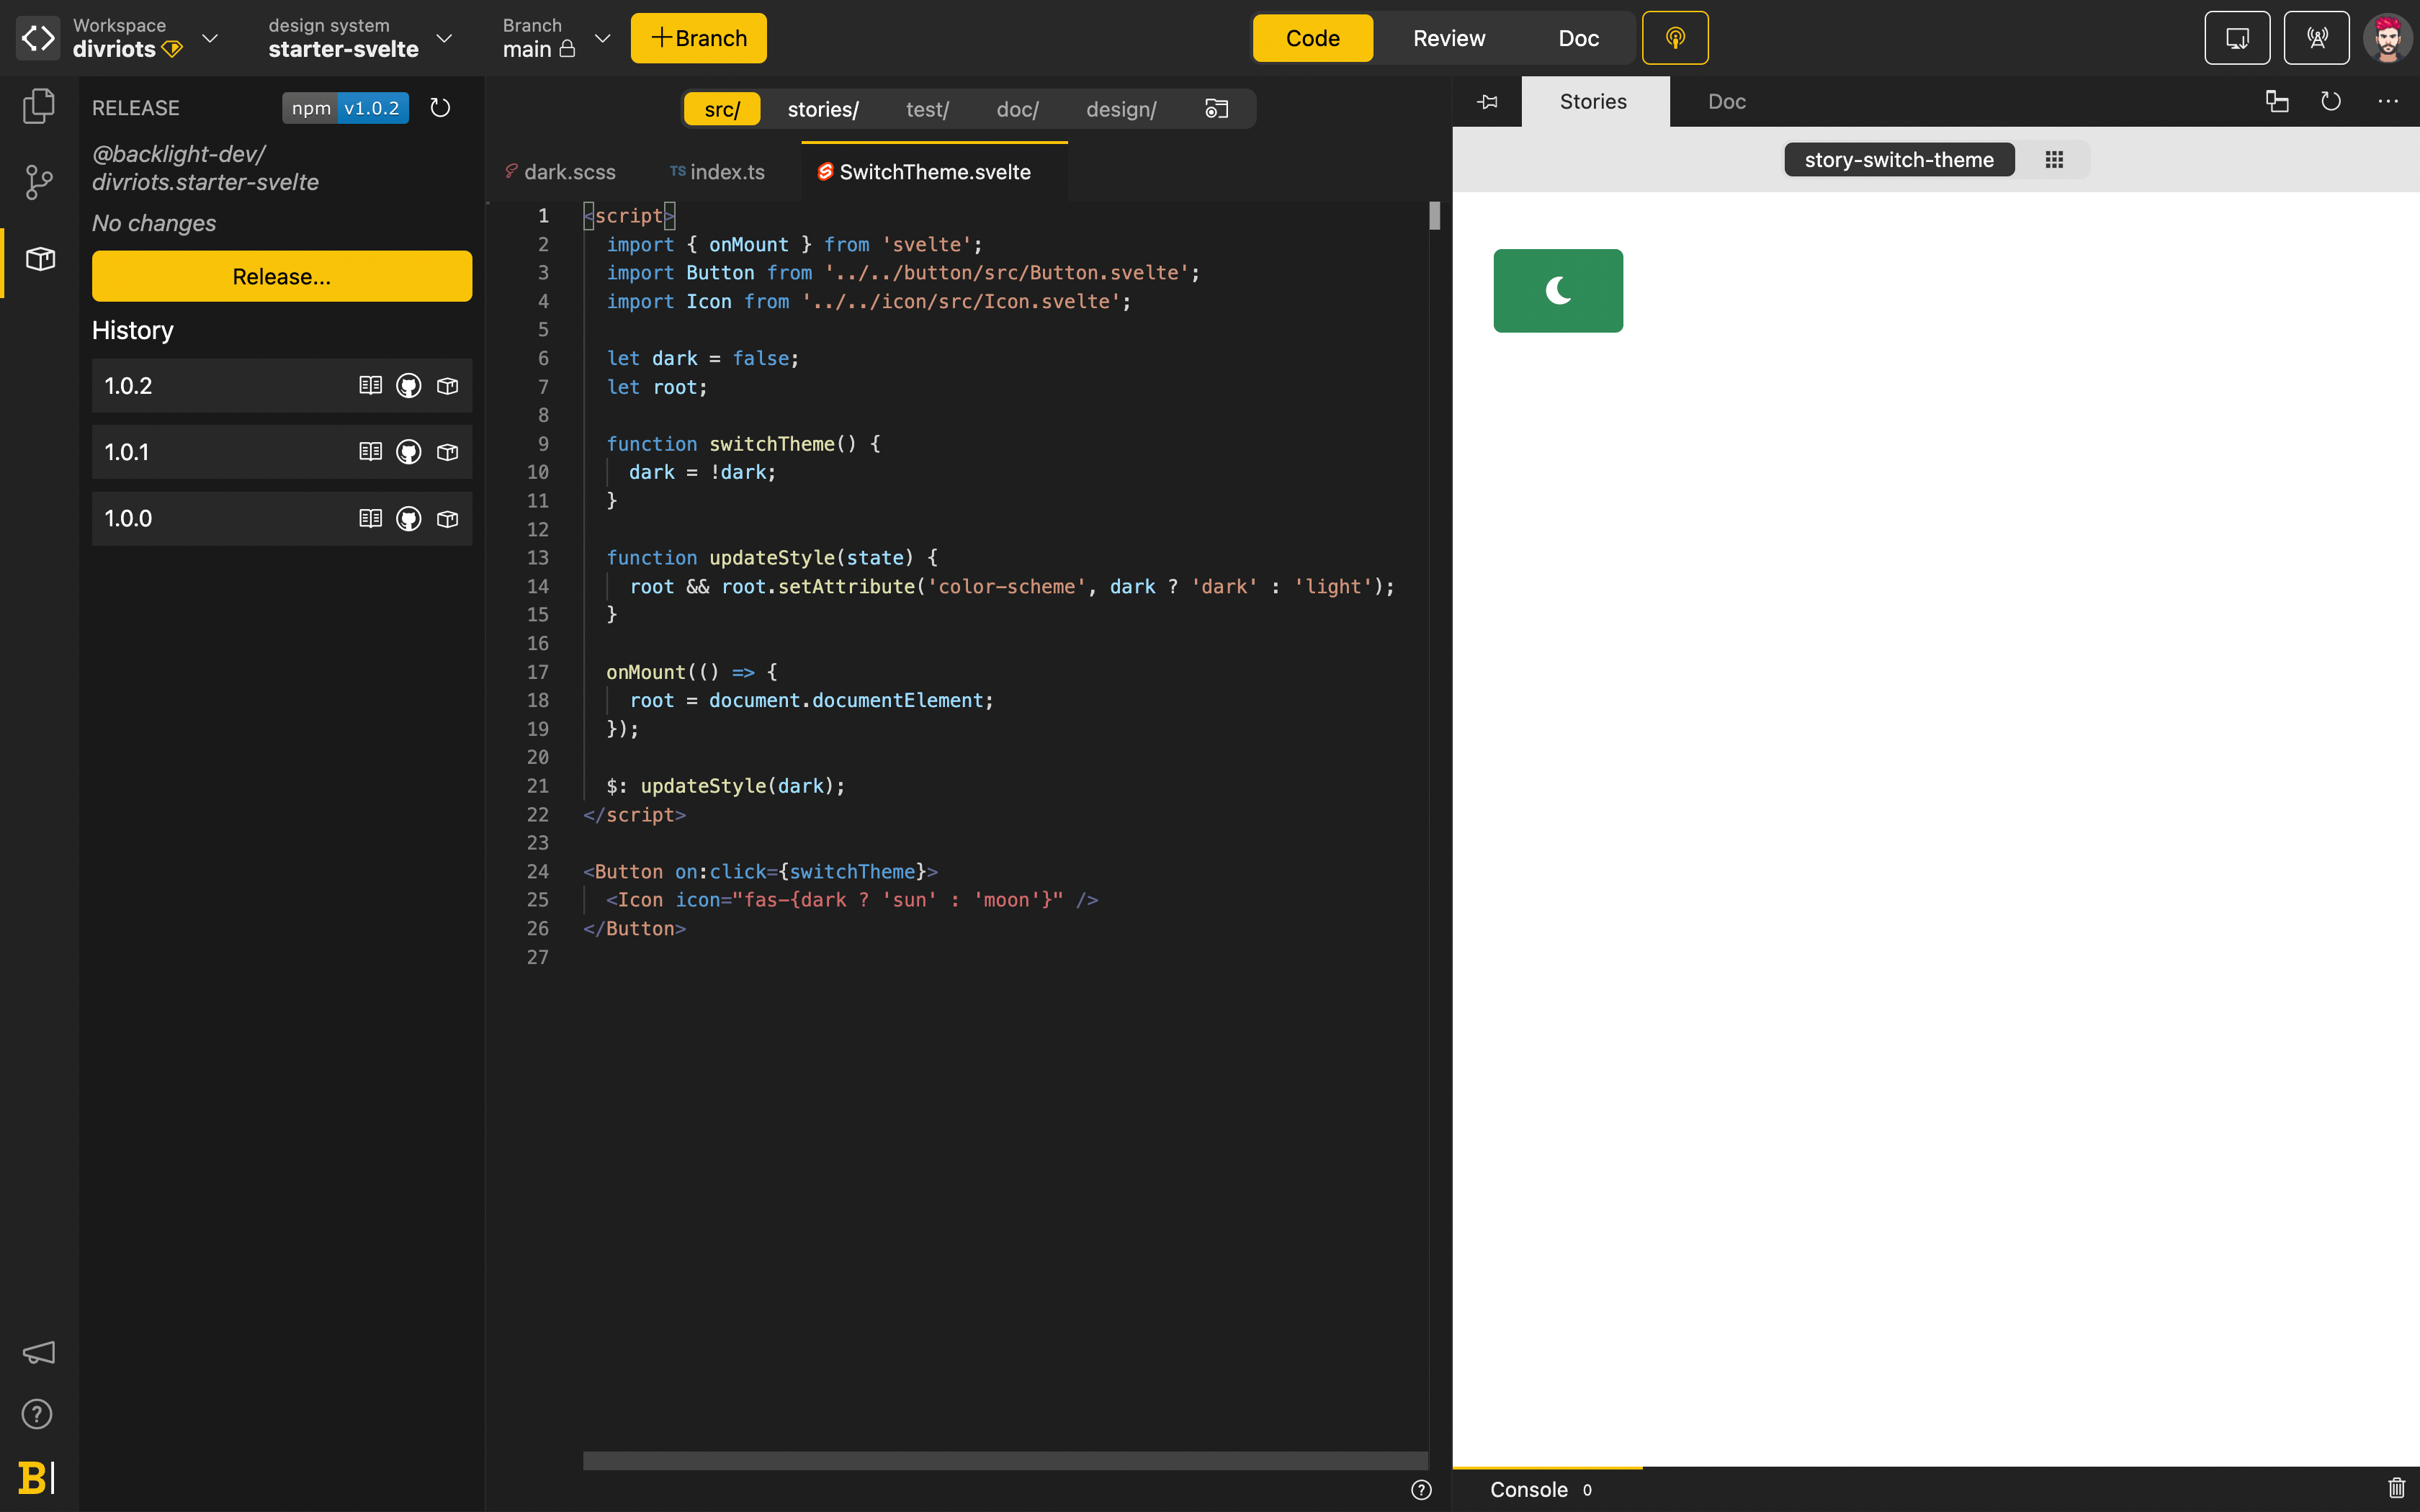 Workspace
divriots
design system
starter-svelte
Branch
main
+Branch
Code
Review
Doc
RELEASE
npm v1.0.2
@backlight-dev/
divriots.starter-svelte
No changes
Release...
History
1.0.2
1.0.1
1.0.0
src/
stories/
test/
doc/
design/
dark.scss
TS index.ts
SwitchTheme.svelte
1 <script>
2   import { onMount } from 'svelte';
3   import Button from '../../button/src/Button.svelte';
4   import Icon from '../../icon/src/Icon.svelte';
5
6   let dark = false;
7   let root;
8
9   function switchTheme() {
10     dark = !dark;
11   }
12
13   function updateStyle(state) {
14     root && root.setAttribute('color-scheme', dark ? 'dark' : 'light');
15   }
16
17   onMount(() => {
18     root = document.documentElement;
19   });
20
21   $: updateStyle(dark);
22 </script>
23
24 <Button on:click={switchTheme}>
25   <Icon icon="fas-{dark ? 'sun' : 'moon'}" />
26 </Button>
27
Stories
Doc
story-switch-theme
Console 0
B|